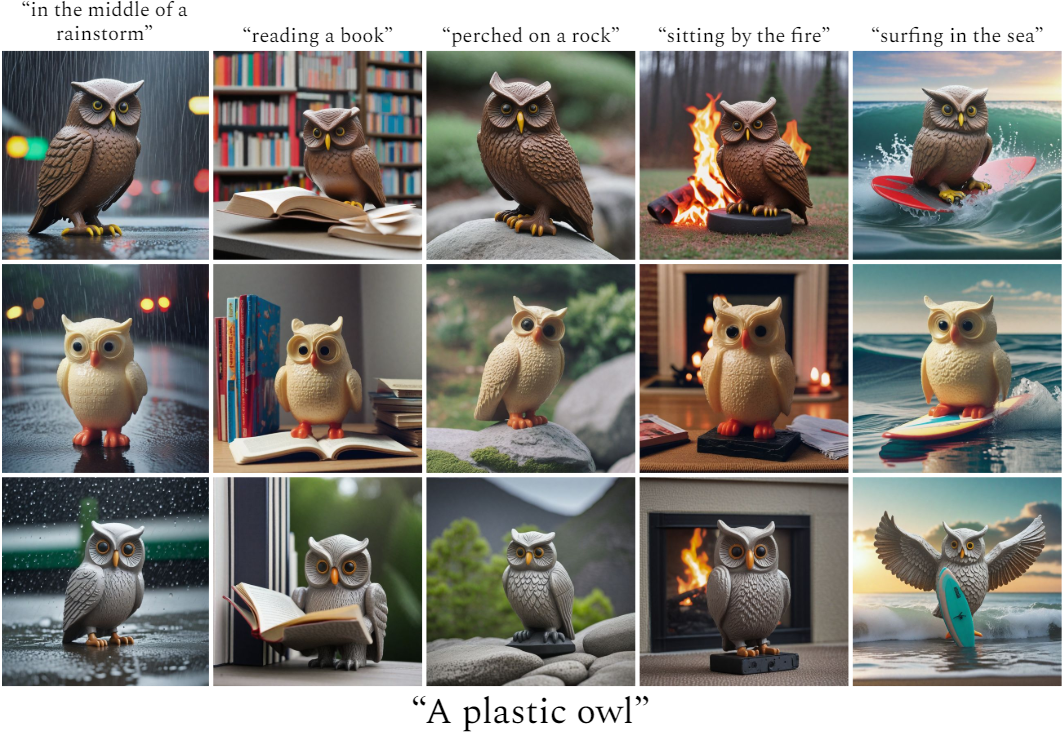 “in the middle of a
rainstorm”
“reading a book”
“perched on a rock”
“sitting by the fire”
“surfing in the sea”
“A plastic owl”